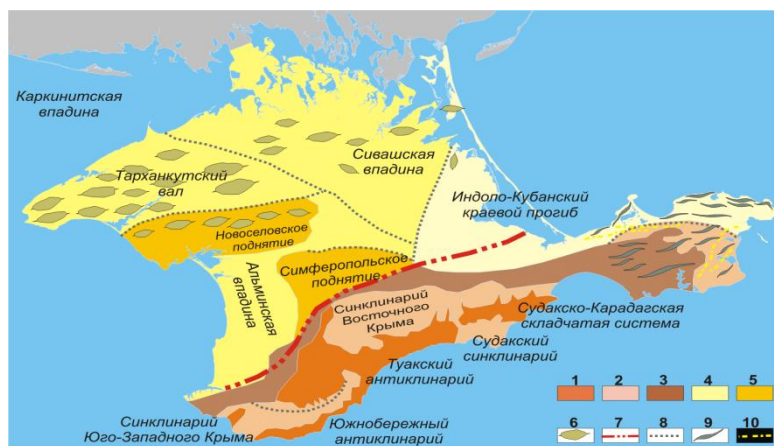 Каркинитская
впадина
Тарханкутский
вал
Сивашская
впадина
Индоло-Кубанский
краевой прогиб
Новоселовское
поднятие
Симферопольское
поднятие
Альминская
впадина
Синклинарий
Восточного
Крыма
Судакско-Карадагская
складчатая система
Судакский
синклинарий
Туакский
антиклинарий
Синклинарий
Юго-Западного Крыма
Южнобережный
антиклинарий
1 2 3 4 5
6 7 8 9 10